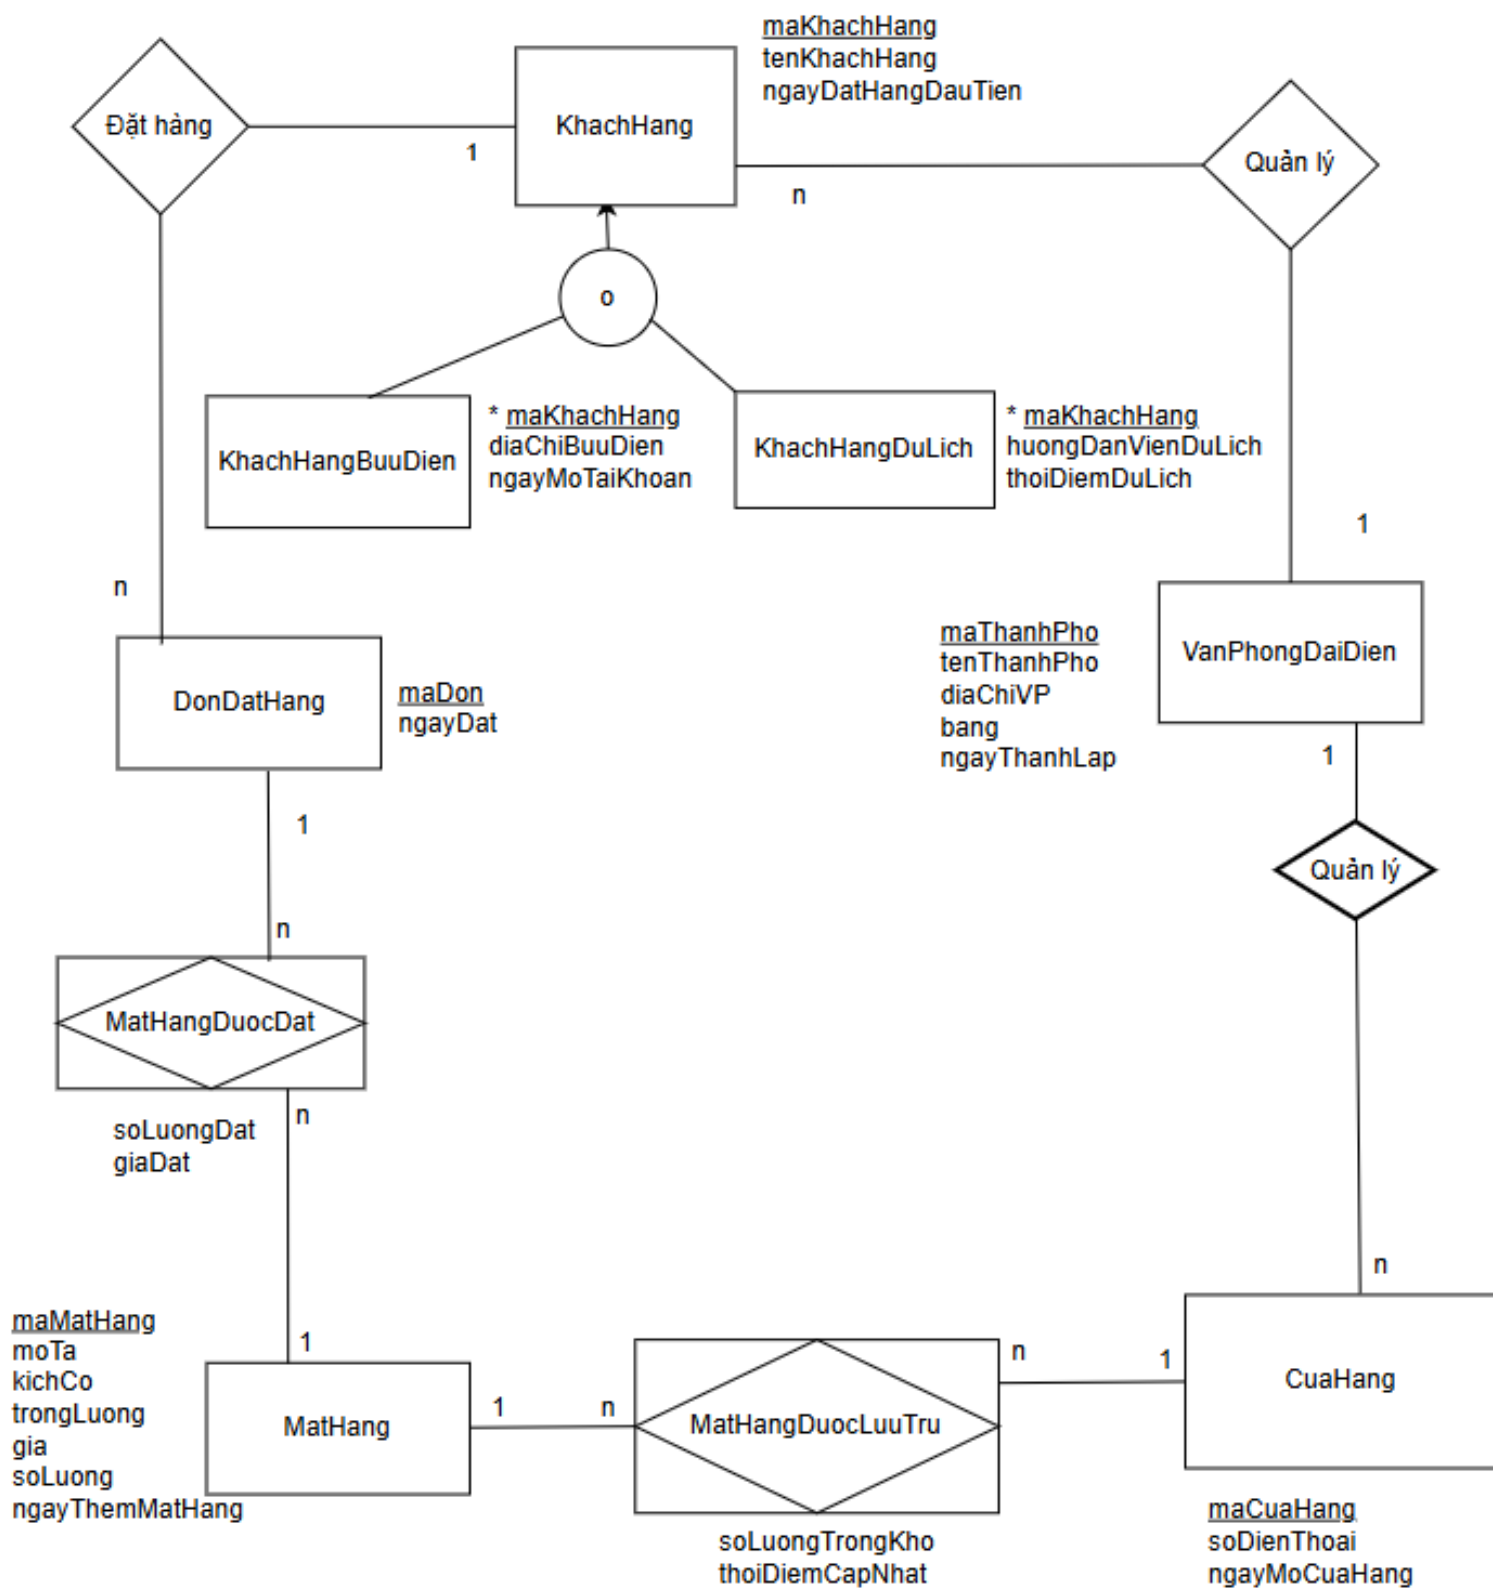 maKhachHang
tenKhachHang
ngayDatHangDauTien
Đặt hàng
KhachHang
1
Quản lý
n
o
* maKhachHang
diaChiBuuDien
ngayMoTaiKhoan
KhachHangBuuDien
KhachHangDuLich
* maKhachHang
huongDanVienDuLich
thoiDiemDuLich
1
n
maThanhPho
tenThanhPho
diaChiVP
bang
ngayThanhLap
VanPhongDaiDien
DonDatHang
maDon
ngayDat
1
1
Quản lý
n
MatHangDuocDat
n
soLuongDat
giaDat
n
maMatHang
moTa
kichCo
trongLuong
gia
soLuong
ngayThemMatHang
1
MatHang
1
n
MatHangDuocLuuTru
n
1
CuaHang
soLuongTrongKho
thoiDiemCapNhat
maCuaHang
soDienThoai
ngayMoCuaHang